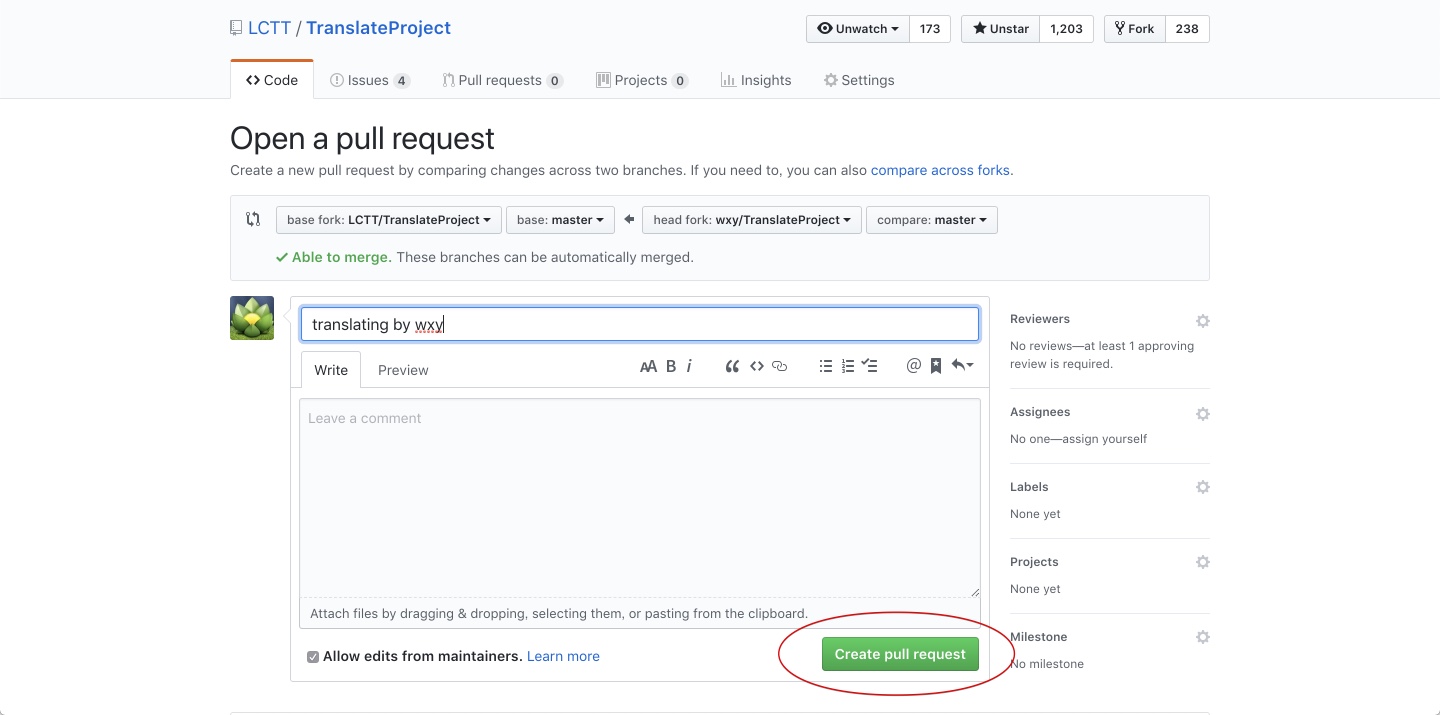 LCTT / TranslateProject
Unwatch 173 Unstar 1,203 Fork 238
Code Issues 4 Pull requests 0 Projects 0 Insights Settings
Open a pull request
Create a new pull request by comparing changes across two branches. If you need to, you can also compare across forks.
base fork: LCTT/TranslateProject base: master head fork: wxy/TranslateProject compare: master
Able to merge. These branches can be automatically merged.
translating by wxy
Write Preview
Leave a comment
Attach files by dragging & dropping, selecting them, or pasting from the clipboard.
Allow edits from maintainers. Learn more
Create pull request
Reviewers
No reviews—at least 1 approving
review is required.
Assignees
No one—assign yourself
Labels
None yet
Projects
None yet
Milestone
No milestone